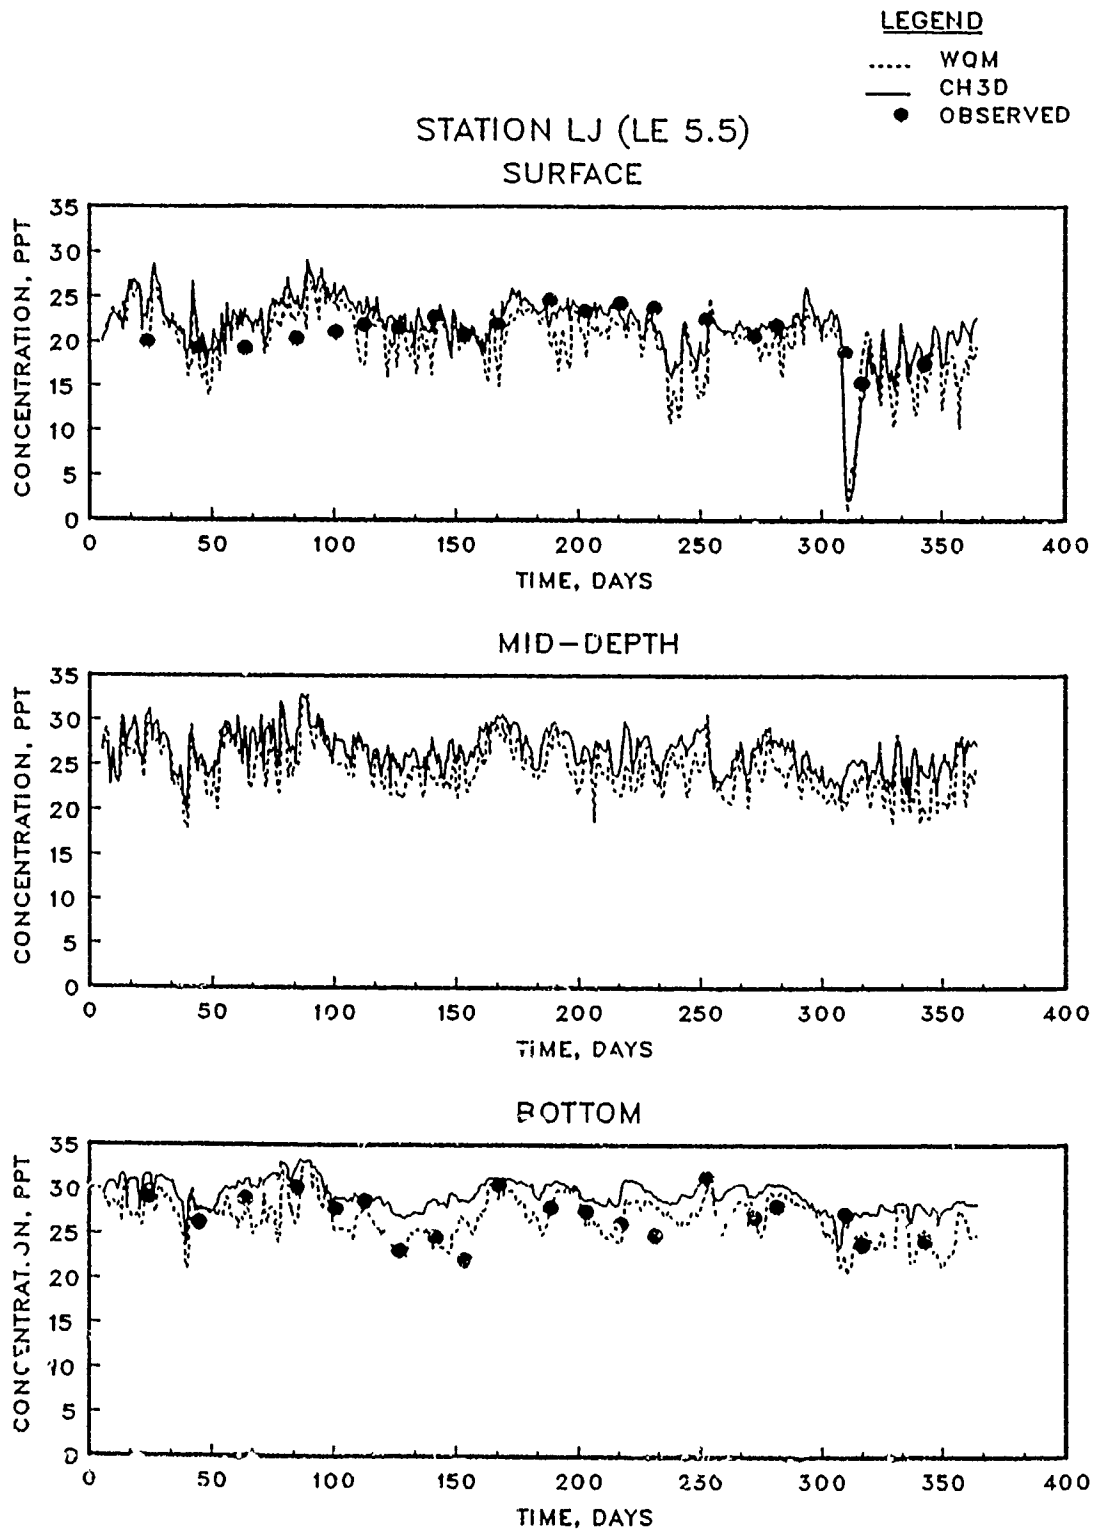 LEGEND
WQM
CH3D
OBSERVED
STATION LJ (LE 5.5)
SURFACE
CONCENTRATION, PPT
35
30
25
20
15
10
5
0
0 50 100 150 200 250 300 350 400
TIME, DAYS
MID-DEPTH
CONCENTRATION, PPT
35
30
25
20
15
10
5
0
0 50 100 150 200 250 300 350 400
TIME, DAYS
BOTTOM
CONCENTRATION, PPT
35
30
25
20
15
10
5
0
0 50 100 150 200 250 300 350 400
TIME, DAYS